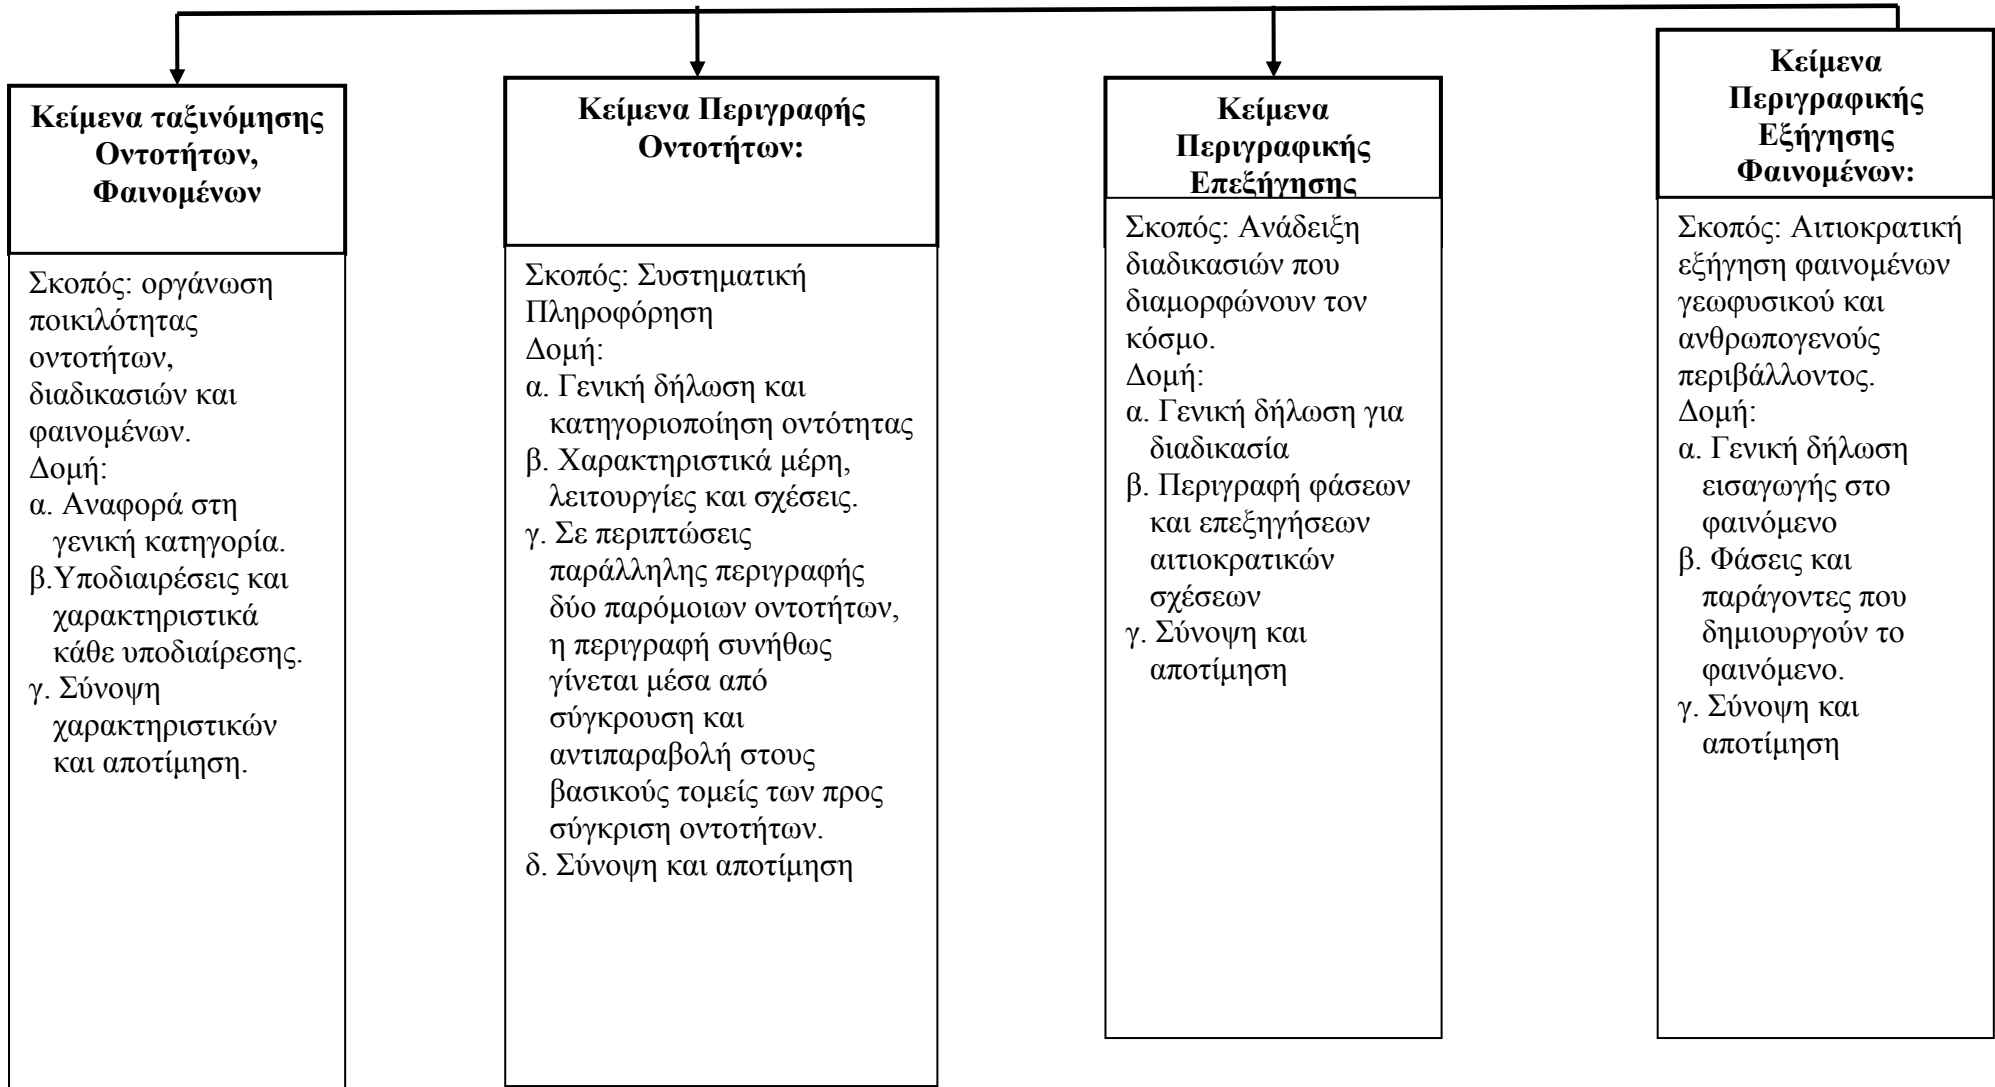 Κείμενα ταξινόμησης
Οντοτήτων,
Φαινομένων
Σκοπός: οργάνωση
ποικιλότητας
οντοτήτων,
διαδικασιών και
φαινομένων.
Δομή:
α. Αναφορά στη
γενική κατηγορία.
β.Υποδιαιρέσεις και
χαρακτηριστικά
κάθε υποδιαίρεσης.
γ. Σύνοψη
χαρακτηριστικών
και αποτίμηση.
Κείμενα Περιγραφής
Οντοτήτων:
Σκοπός: Συστηματική
Πληροφόρηση
Δομή:
α. Γενική δήλωση και
κατηγοριοποίηση οντότητας
β. Χαρακτηριστικά μέρη,
λειτουργίες και σχέσεις.
γ. Σε περιπτώσεις
παράλληλης περιγραφής
δύο παρόμοιων οντοτήτων,
η περιγραφή συνήθως
γίνεται μέσα από
σύγκρουση και
αντιπαραβολή στους
βασικούς τομείς των προς
σύγκριση οντοτήτων.
δ. Σύνοψη και αποτίμηση
Κείμενα
Περιγραφικής
Επεξήγησης
Σκοπός: Ανάδειξη
διαδικασιών που
διαμορφώνουν τον
κόσμο.
Δομή:
α. Γενική δήλωση για
διαδικασία
β. Περιγραφή φάσεων
και επεξηγήσεων
αιτιοκρατικών
σχέσεων
γ. Σύνοψη και
αποτίμηση
Κείμενα
Περιγραφικής
Εξήγησης
Φαινομένων:
Σκοπός: Αιτιοκρατική
εξήγηση φαινομένων
γεωφυσικού και
ανθρωπογενούς
περιβάλλοντος.
Δομή:
α. Γενική δήλωση
εισαγωγής στο
φαινόμενο
β. Φάσεις και
παράγοντες που
δημιουργούν το
φαινόμενο.
γ. Σύνοψη και
αποτίμηση